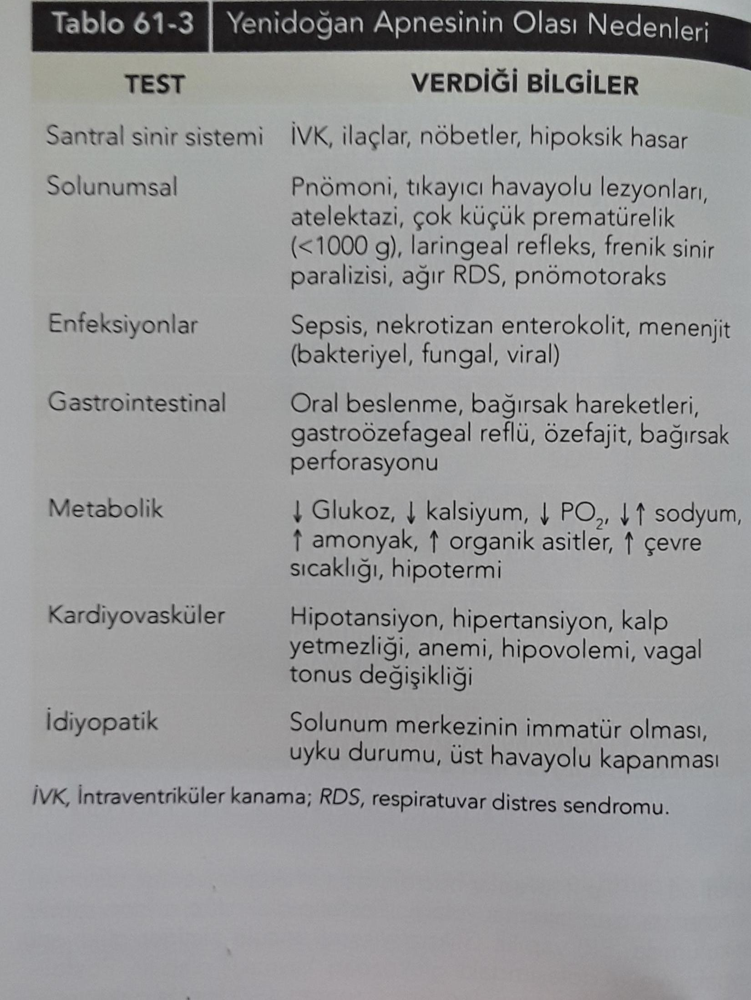 Tablo 61-3 Yenidoğan Apnesinin Olası Nedenleri
TEST VERDİĞİ BİLGİLER
Santral sinir sistemi İVK, ilaçlar, nöbetler, hipoksik hasar
Solunumsal Pnömoni, tıkayıcı havayolu lezyonları,
atelektazi, çok küçük prematürelik
(<1000 g), laringeal refleks, frenik sinir
paralizisi, ağır RDS, pnömotoraks
Enfeksiyonlar Sepsis, nekrotizan enterokolit, menenjit
(bakteriyel, fungal, viral)
Gastrointestinal Oral beslenme, bağırsak hareketleri,
gastroözefageal reflü, özefajit, bağırsak
perforasyonu
Metabolik ↓ Glukoz, ↓ kalsiyum, ↓ PO₂, ↓↑ sodyum,
↑ amonyak, ↑ organik asitler, ↑ çevre
sıcaklığı, hipotermi
Kardiyovasküler Hipotansiyon, hipertansiyon, kalp
yetmezliği, anemi, hipovolemi, vagal
tonus değişikliği
İdiyopatik Solunum merkezinin immatür olması,
uyku durumu, üst havayolu kapanması
İVK, İntraventriküler kanama; RDS, respiratuvar distres sendromu.